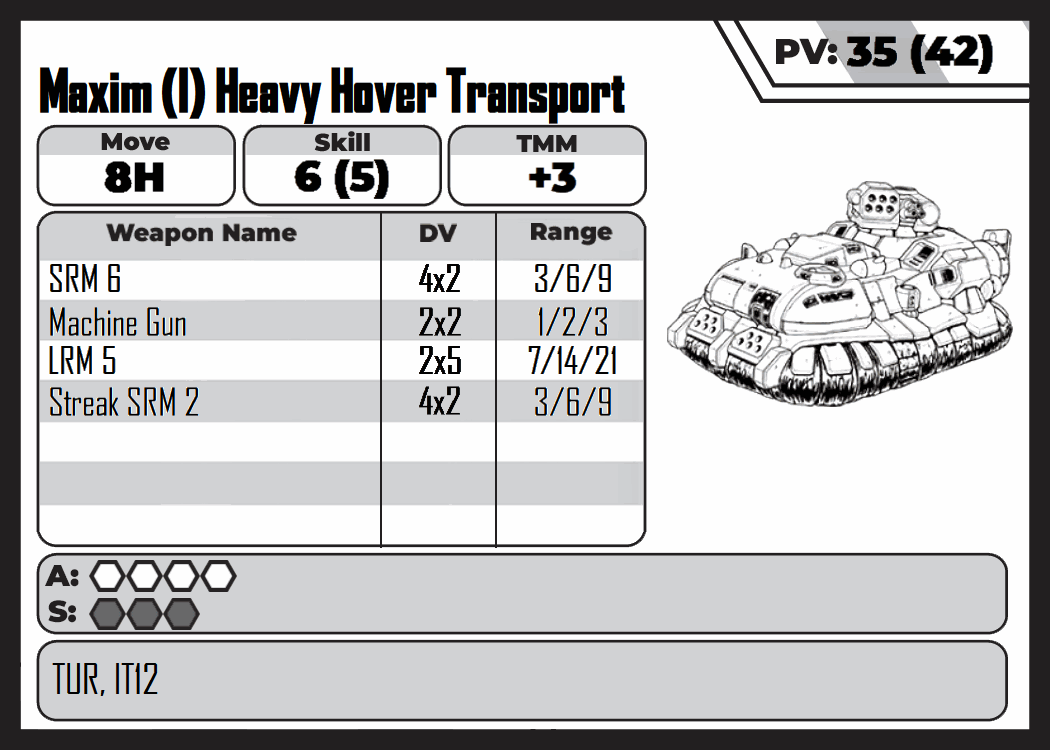 PV: 35 (42)
Maxim (I) Heavy Hover Transport
Move Skill TMM
8H 6 (5) +3
Weapon Name DV Range
SRM 6 4x2 3/6/9
Machine Gun 2x2 1/2/3
LRM 5 2x5 7/14/21
Streak SRM 2 4x2 3/6/9
A:
S:
TUR, IT12